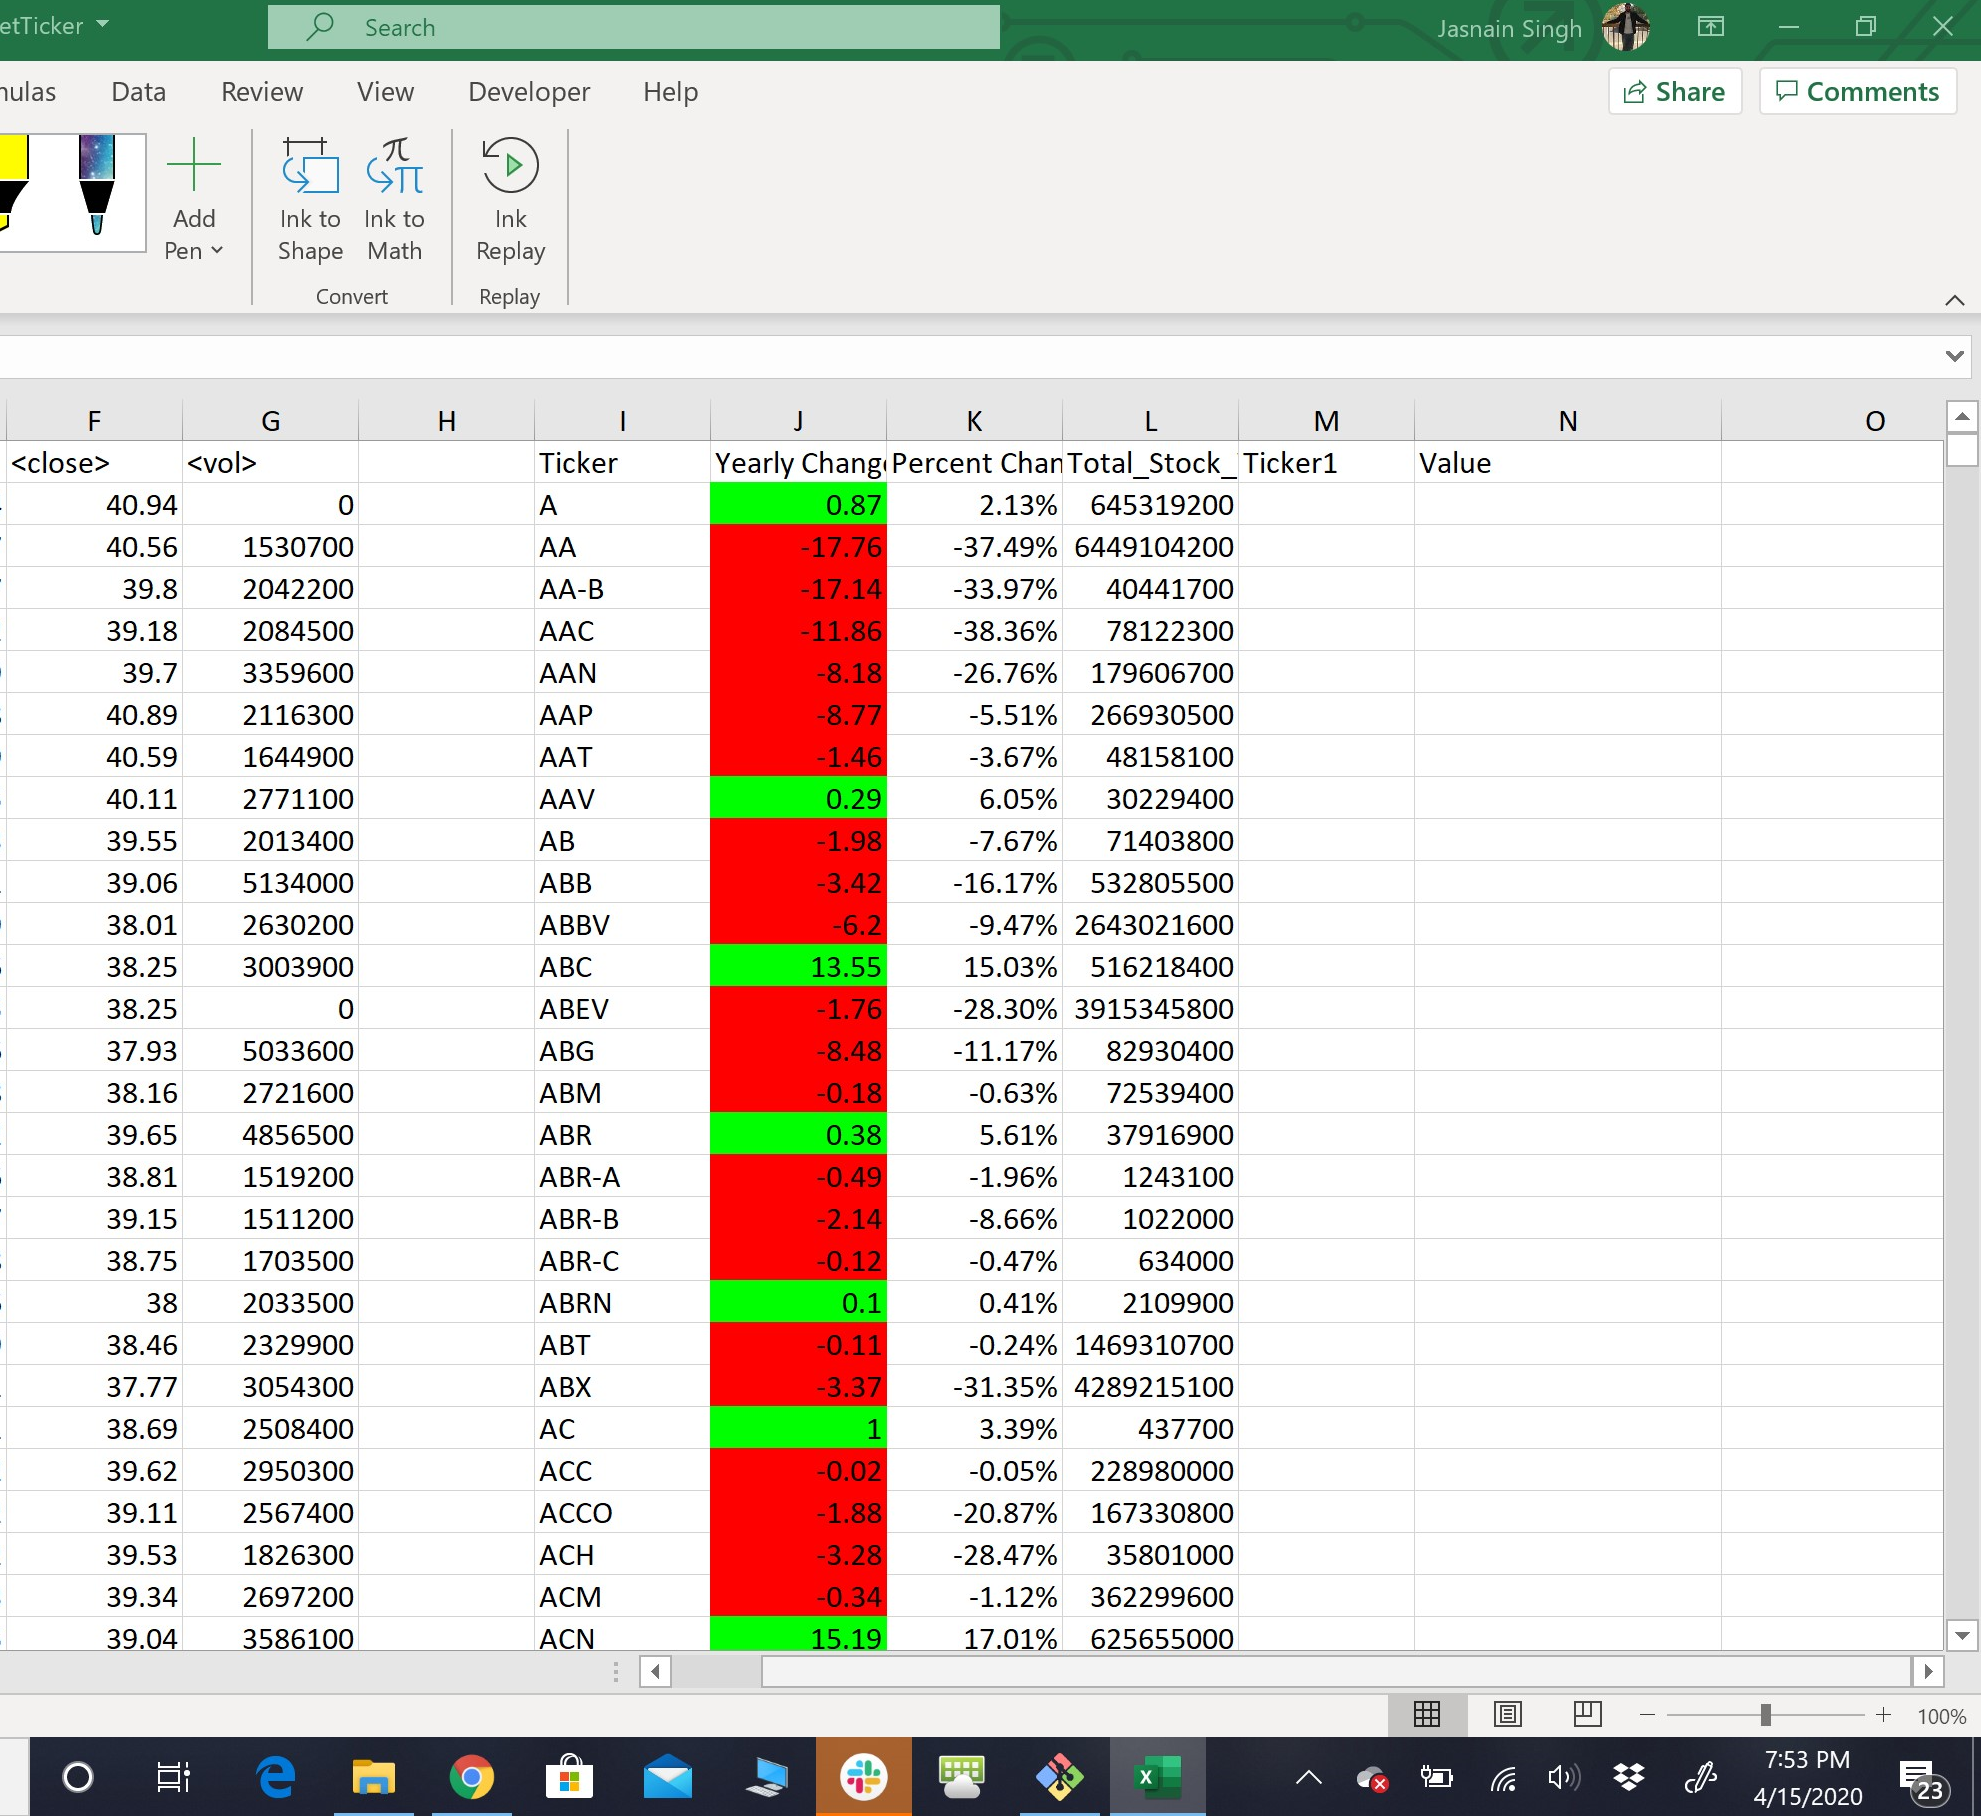 etTicker Search Jasnain Singh
ulas Data Review View Developer Help Share Comments
Add Pen Ink to Shape Ink to Math Ink Replay
Convert Replay
F G H I J K L M N O
<close> <vol> Ticker Yearly Change Percent Chan Total_Stock_ Ticker1 Value
40.94 0 A 0.87 2.13% 645319200
40.56 1530700 AA -17.76 -37.49% 6449104200
39.8 2042200 AA-B -17.14 -33.97% 40441700
39.18 2084500 AAC -11.86 -38.36% 78122300
39.7 3359600 AAN -8.18 -26.76% 179606700
40.89 2116300 AAP -8.77 -5.51% 266930500
40.59 1644900 AAT -1.46 -3.67% 48158100
40.11 2771100 AAV 0.29 6.05% 30229400
39.55 2013400 AB -1.98 -7.67% 71403800
39.06 5134000 ABB -3.42 -16.17% 532805500
38.01 2630200 ABBV -6.2 -9.47% 2643021600
38.25 3003900 ABC 13.55 15.03% 516218400
38.25 0 ABEV -1.76 -28.30% 3915345800
37.93 5033600 ABG -8.48 -11.17% 82930400
38.16 2721600 ABM -0.18 -0.63% 72539400
39.65 4856500 ABR 0.38 5.61% 37916900
38.81 1519200 ABR-A -0.49 -1.96% 1243100
39.15 1511200 ABR-B -2.14 -8.66% 1022000
38.75 1703500 ABR-C -0.12 -0.47% 634000
38 2033500 ABRN 0.1 0.41% 2109900
38.46 2329900 ABT -0.11 -0.24% 1469310700
37.77 3054300 ABX -3.37 -31.35% 4289215100
38.69 2508400 AC 1 3.39% 437700
39.62 2950300 ACC -0.02 -0.05% 228980000
39.11 2567400 ACCO -1.88 -20.87% 167330800
39.53 1826300 ACH -3.28 -28.47% 35801000
39.34 2697200 ACM -0.34 -1.12% 362299600
39.04 3586100 ACN 15.19 17.01% 625655000
100%
7:53 PM
4/15/2020
23